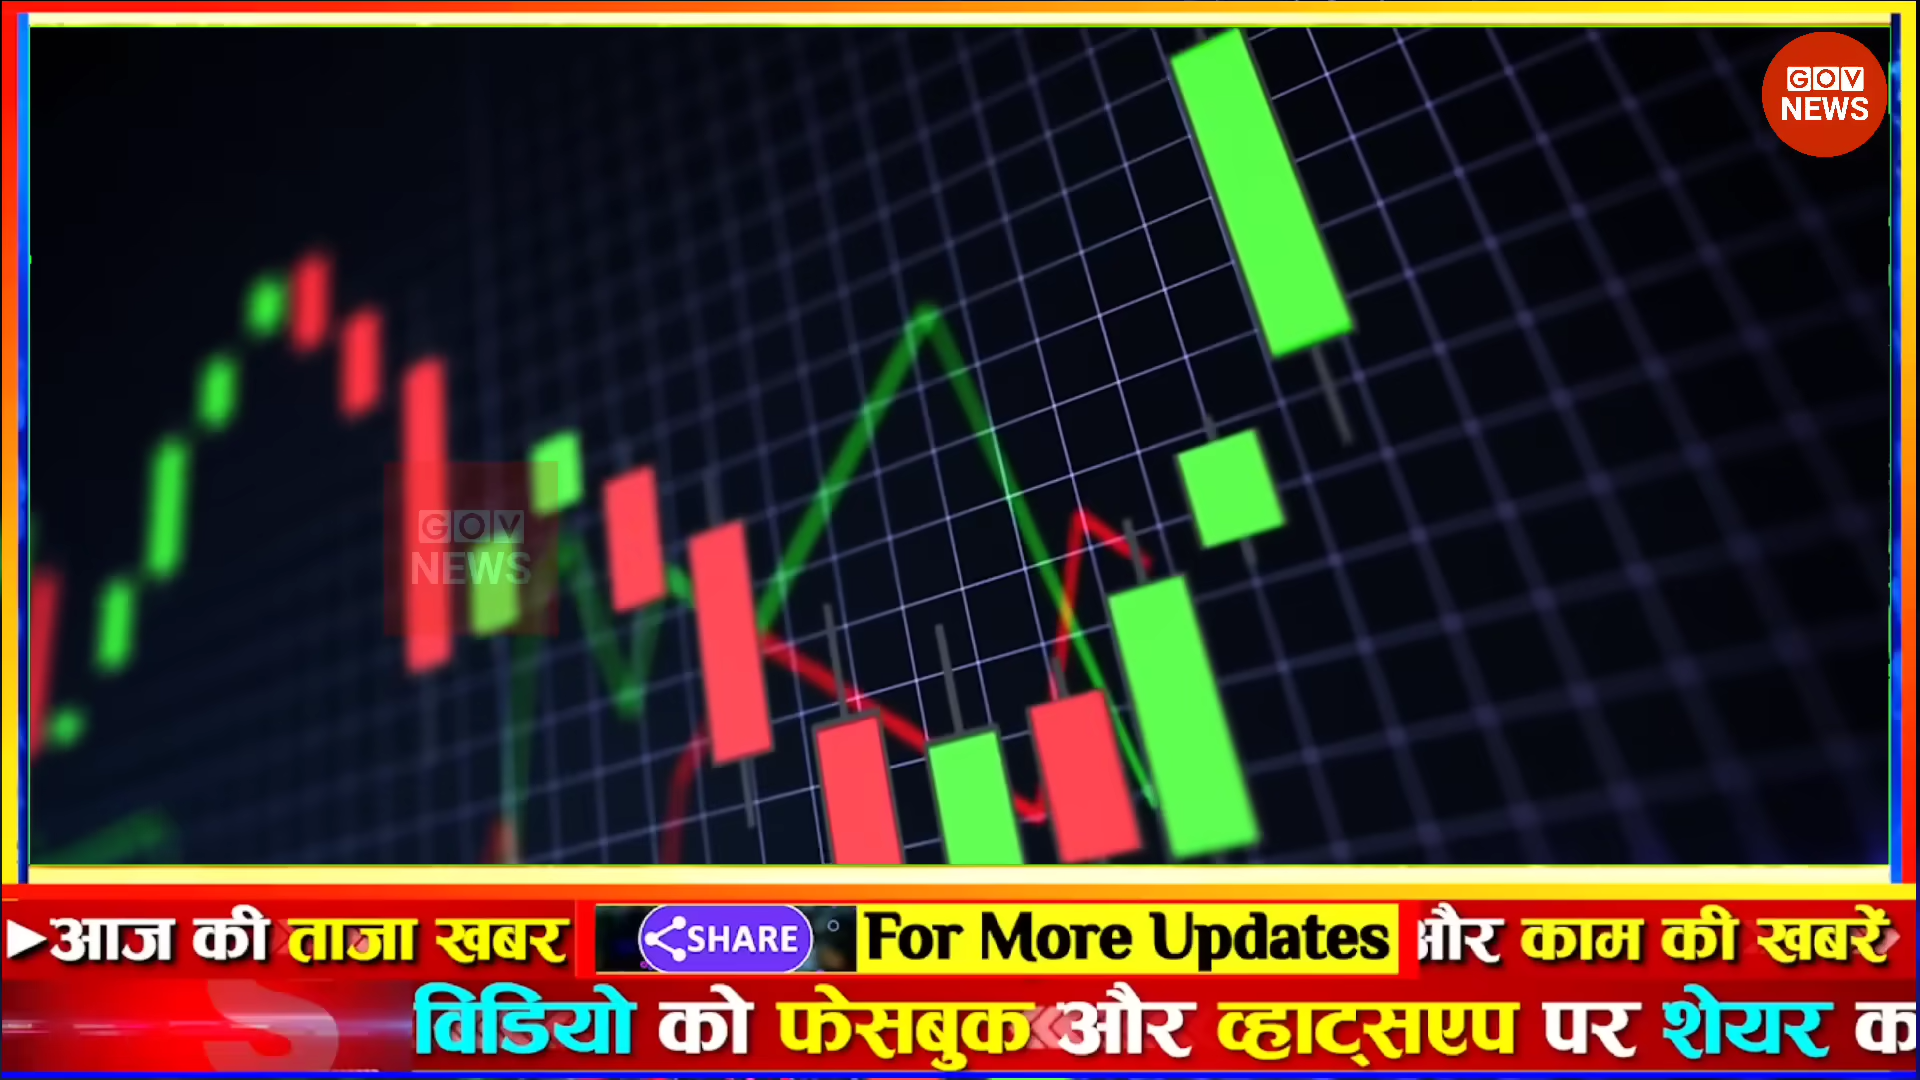 GOV
NEWS
GOV
NEWS
आज की ताजा खबर
SHARE
For More Updates
और काम की खबरें
विडियो को फेसबुक और व्हाट्सएप पर शेयर क